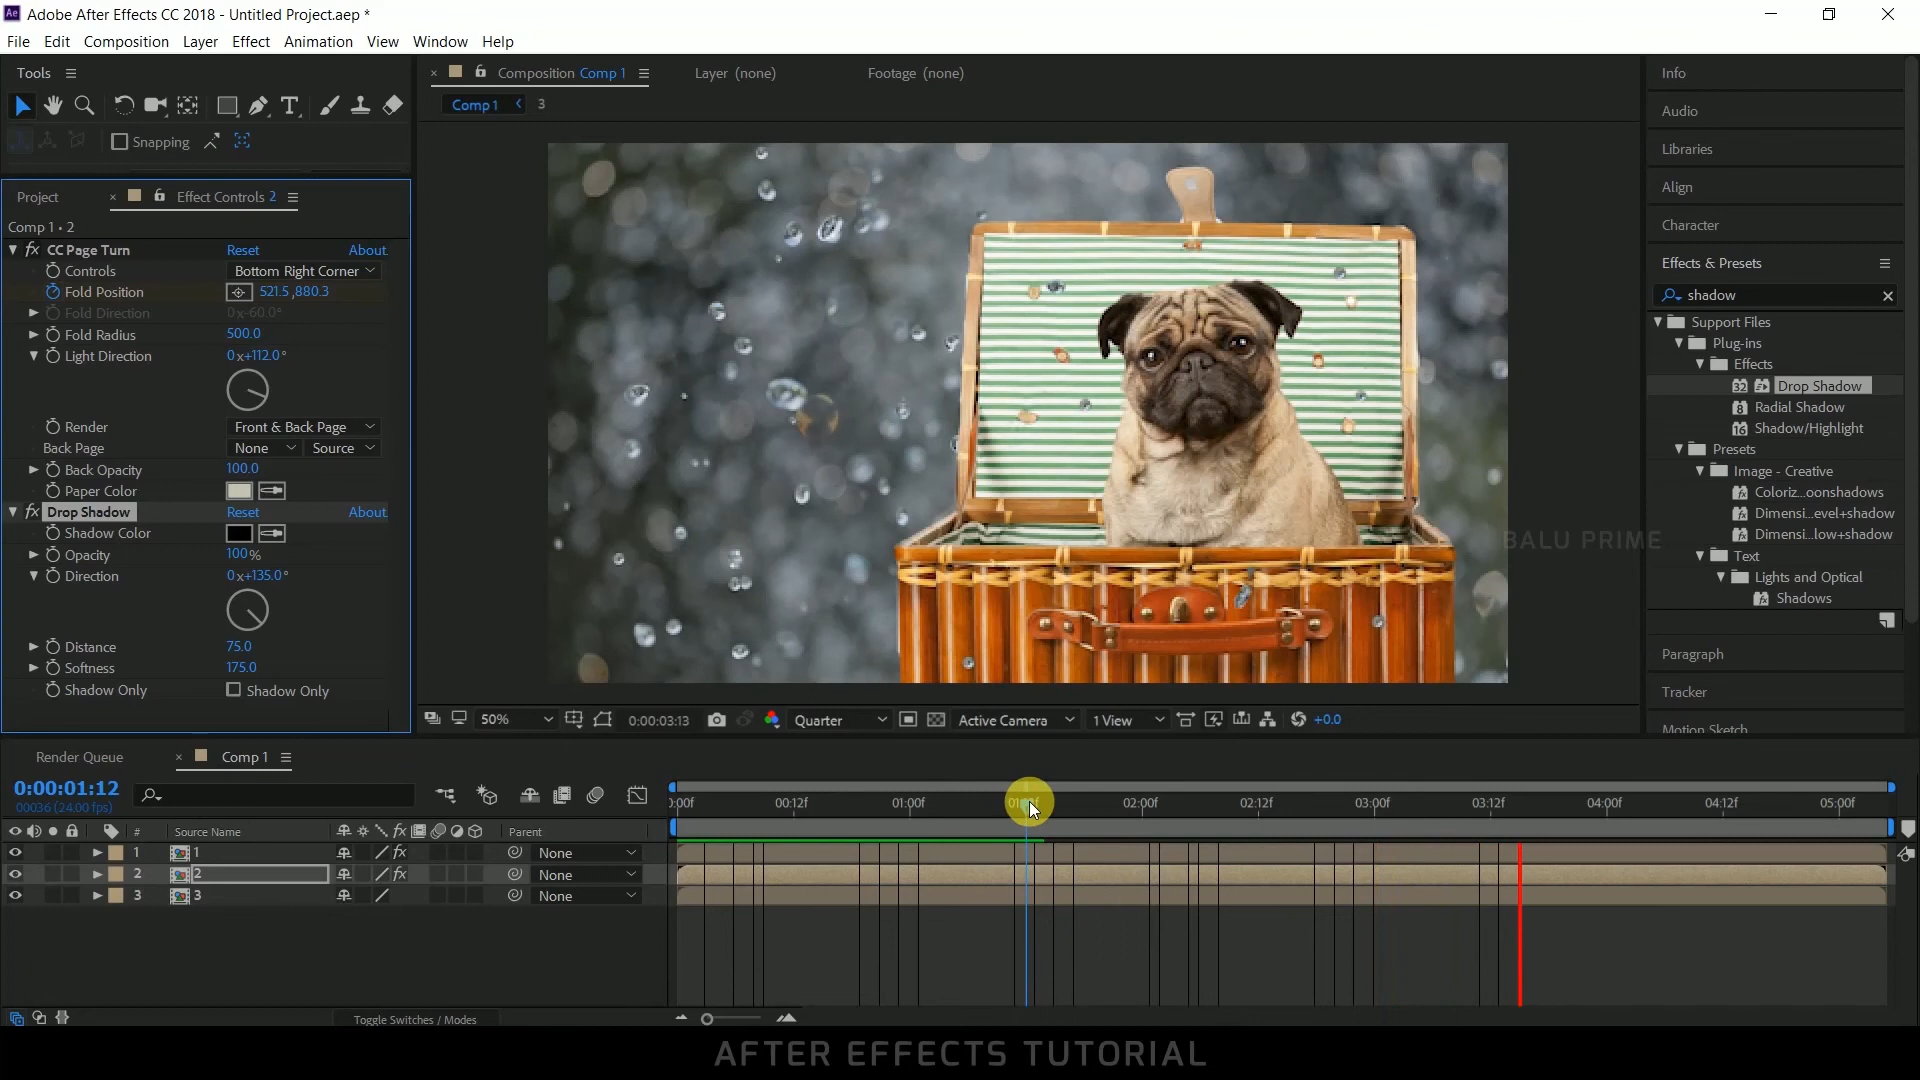 Adobe After Effects CC 2018 - Untitled Project.aep *
File Edit Composition Layer Effect Animation View Window Help
Tools
Snapping
Project
Effect Controls 2
Comp 1 • 2
CC Page Turn Reset About.
Controls Bottom Right Corner
Fold Position 521.5 ,880.3
Fold Direction 0x-60.0°
Fold Radius 500.0
Light Direction 0x+112.0°
Render Front & Back Page
Back Page None Source
Back Opacity 100.0
Paper Color
Drop Shadow Reset About.
Shadow Color
Opacity 100%
Direction 0x+135.0°
Distance 75.0
Softness 175.0
Shadow Only Shadow Only
Composition Comp 1
Layer (none)
Footage (none)
Comp 1
3
BALU PRIME
50% 0:00:03:13 Quarter Active Camera 1 View +0.0
Info
Audio
Libraries
Align
Character
Effects & Presets
shadow
Support Files
Plug-ins
Effects
32 Drop Shadow
8 Radial Shadow
16 Shadow/Highlight
Presets
Image - Creative
Coloriz...oonshadows
Dimensi...evel+shadow
Dimensi...low+shadow
Text
Lights and Optical
Shadows
Paragraph
Tracker
Motion Sketch
Render Queue
Comp 1
0:00:01:12
00036 (24.00 fps)
00:12f 01:00f 02:00f 02:12f 03:00f 03:12f 04:00f 04:12f 05:00f
# Source Name Parent
1 1 None
2 2 None
3 3 None
Toggle Switches / Modes
AFTER EFFECTS TUTORIAL